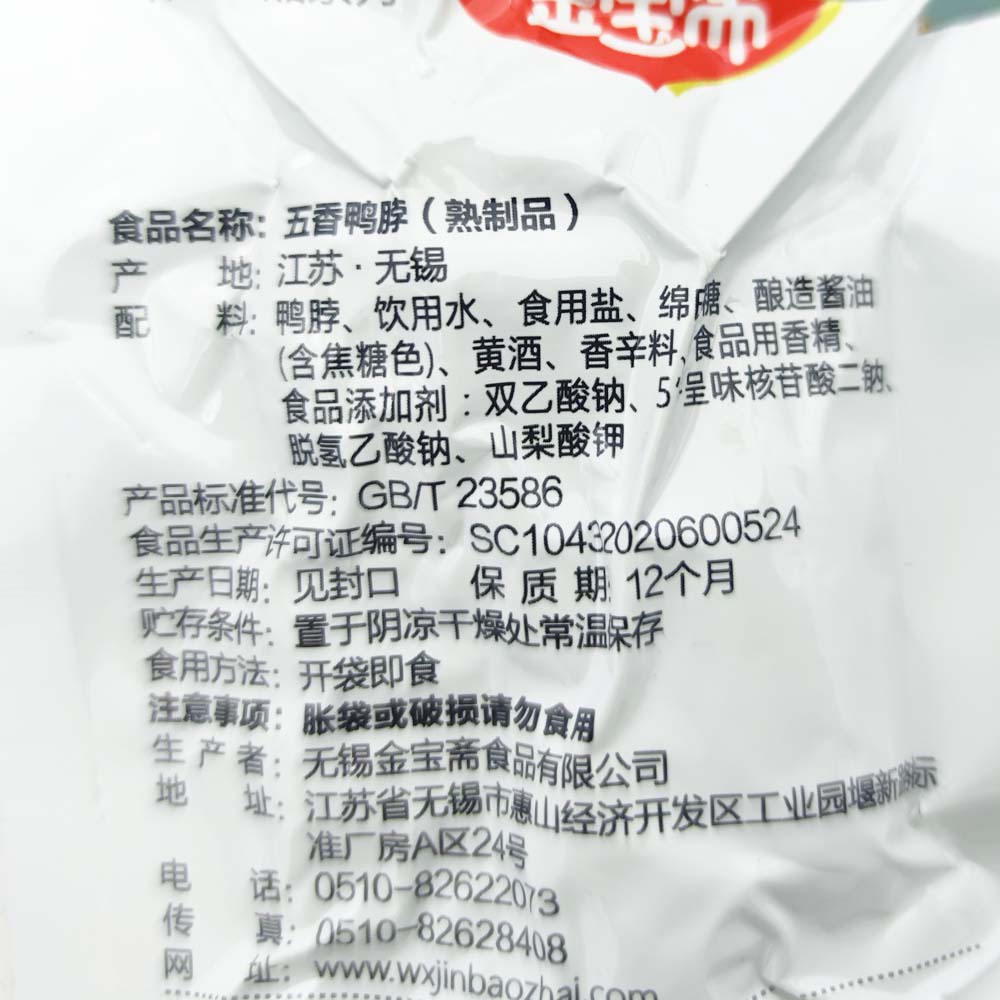 金宝斋
食品名称：五香鸭脖（熟制品）
产 地：江苏·无锡
配 料：鸭脖、饮用水、食用盐、绵糖、酿造酱油
(含焦糖色)、黄酒、香辛料、食品用香精、
食品添加剂：双乙酸钠、5'呈味核苷酸二钠、
脱氢乙酸钠、山梨酸钾
产品标准代号：GB/T 23586
食品生产许可证编号：SC10432020600524
生产日期：见封口 保质期：12个月
贮存条件：置于阴凉干燥处常温保存
食用方法：开袋即食
注意事项：胀袋或破损请勿食用
生产者：无锡金宝斋食品有限公司
地 址：江苏省无锡市惠山经济开发区工业园堰新路标
准厂房A区24号
电 话：0510-82622073
传 真：0510-82628408
网 址：www.wxjinbaozhai.com